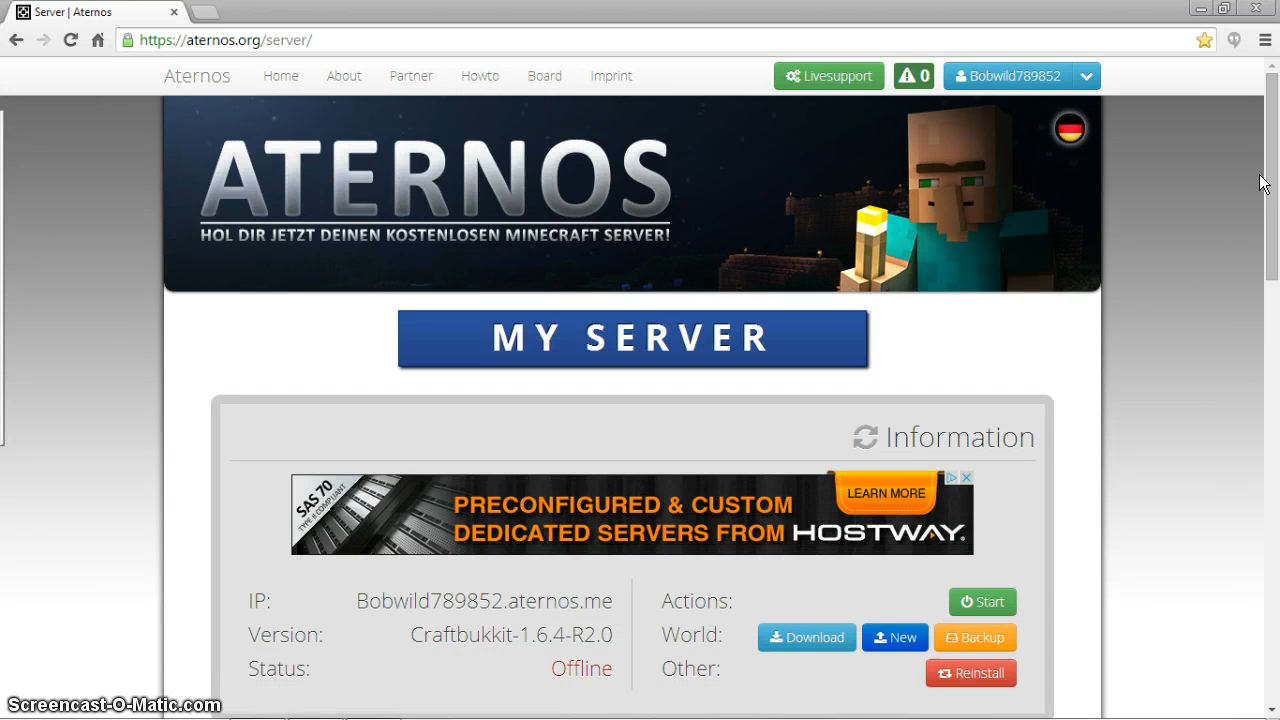 Server | Aternos
https://aternos.org/server/
Aternos Home About Partner Howto Board Imprint Livesupport 0 Bobwild789852
ATERNOS
HOL DIR JETZT DEINEN KOSTENLOSEN MINECRAFT SERVER!
MY SERVER
Information
SAS 70
TYPE II COMPLIANT
PRECONFIGURED & CUSTOM
DEDICATED SERVERS FROM HOSTWAY.
LEARN MORE
IP: Bobwild789852.aternos.me
Version: Craftbukkit-1.6.4-R2.0
Status: Offline
Actions: Start
World: Download New Backup
Other: Reinstall
Screencast-O-Matic.com